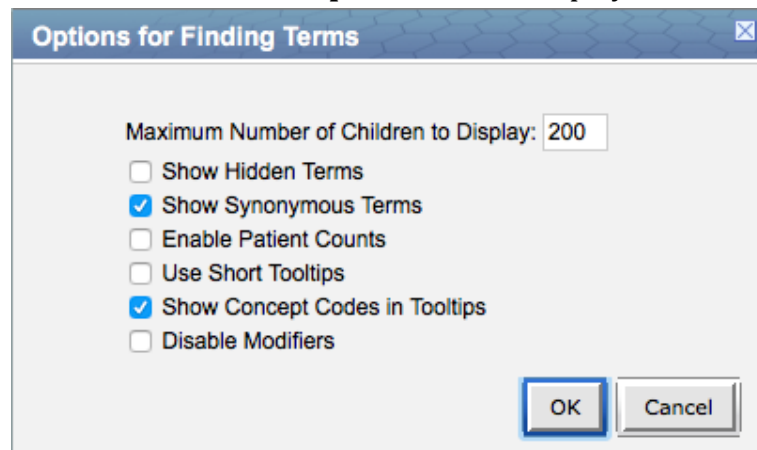 Options for Finding Terms
Maximum Number of Children to Display: 200
Show Hidden Terms
Show Synonymous Terms
Enable Patient Counts
Use Short Tooltips
Show Concept Codes in Tooltips
Disable Modifiers
OK Cancel